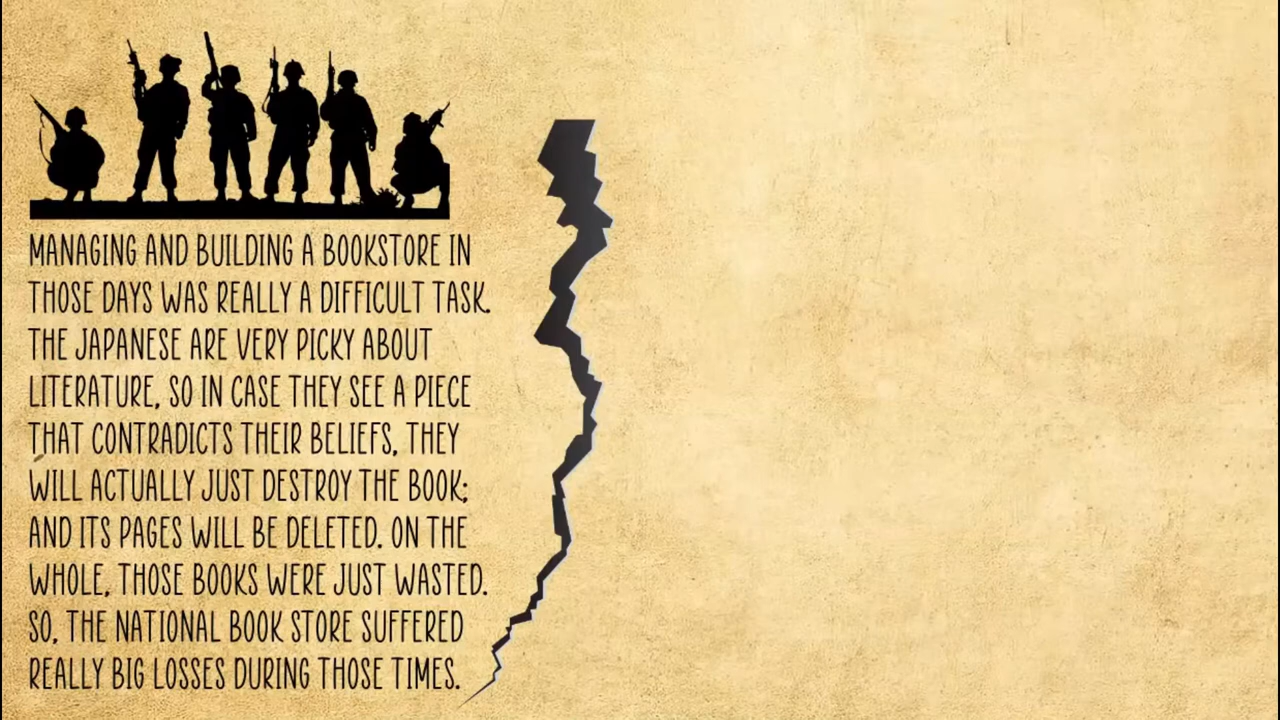 MANAGING AND BUILDING A BOOKSTORE IN
THOSE DAYS WAS REALLY A DIFFICULT TASK.
THE JAPANESE ARE VERY PICKY ABOUT
LITERATURE, SO IN CASE THEY SEE A PIECE
THAT CONTRADICTS THEIR BELIEFS, THEY
WILL ACTUALLY JUST DESTROY THE BOOK;
AND ITS PAGES WILL BE DELETED. ON THE
WHOLE, THOSE BOOKS WERE JUST WASTED.
SO, THE NATIONAL BOOK STORE SUFFERED
REALLY BIG LOSSES DURING THOSE TIMES.